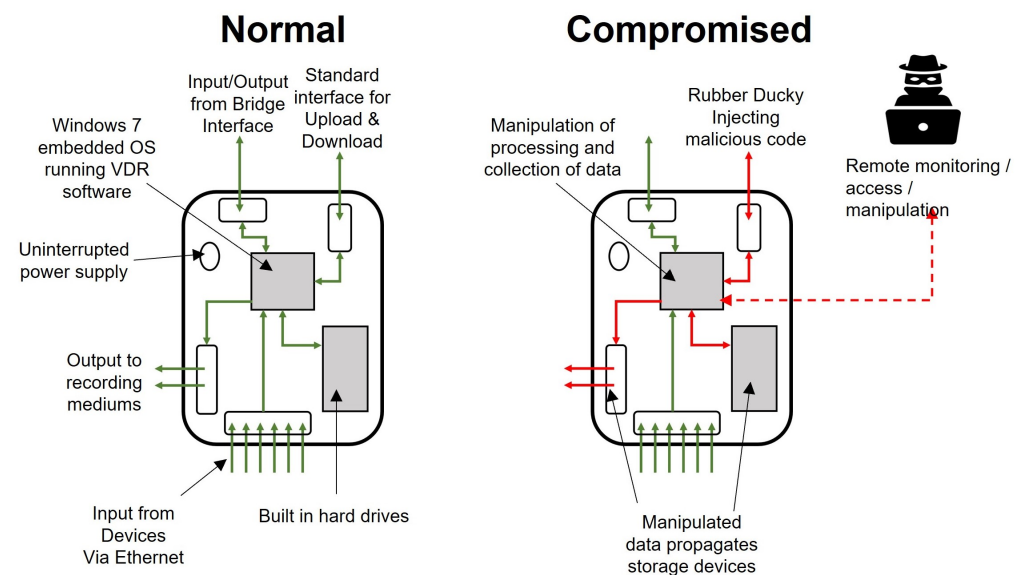 Normal
Input/Output
from Bridge
Interface
Standard
interface for
Upload &
Download
Windows 7
embedded OS
running VDR
software
Uninterrupted
power supply
Output to
recording
mediums
Input from
Devices
Via Ethernet
Built in hard drives
Compromised
Manipulation of
processing and
collection of data
Rubber Ducky
Injecting
malicious code
Remote monitoring /
access /
manipulation
Manipulated
data propagates
storage devices